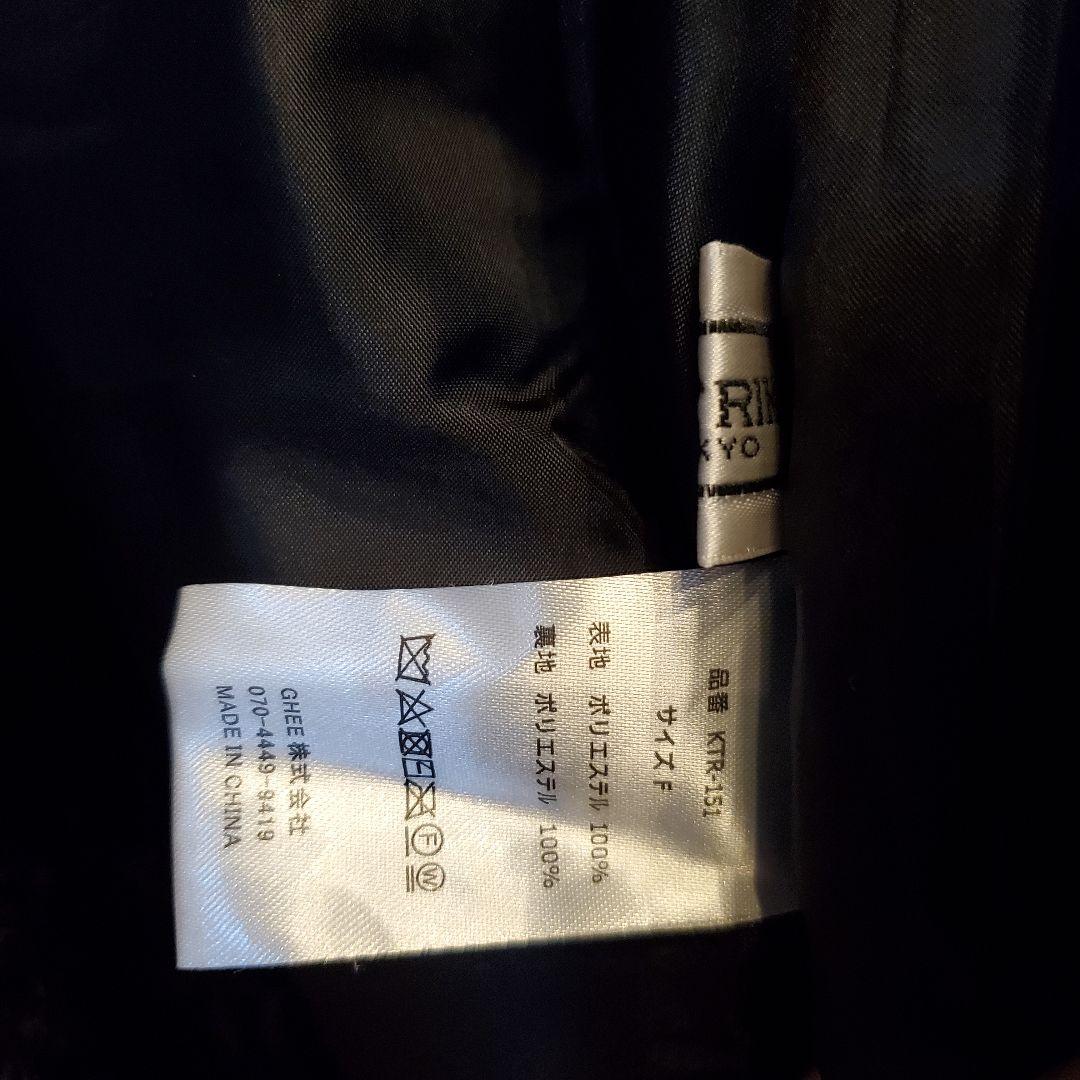 RIN
KYO
品番 KTR-151
サイズ F
表地 ポリエステル 100%
裏地 ポリエステル 100%
F W
GHEE 株式会社
070-4449-9419
MADE IN CHINA